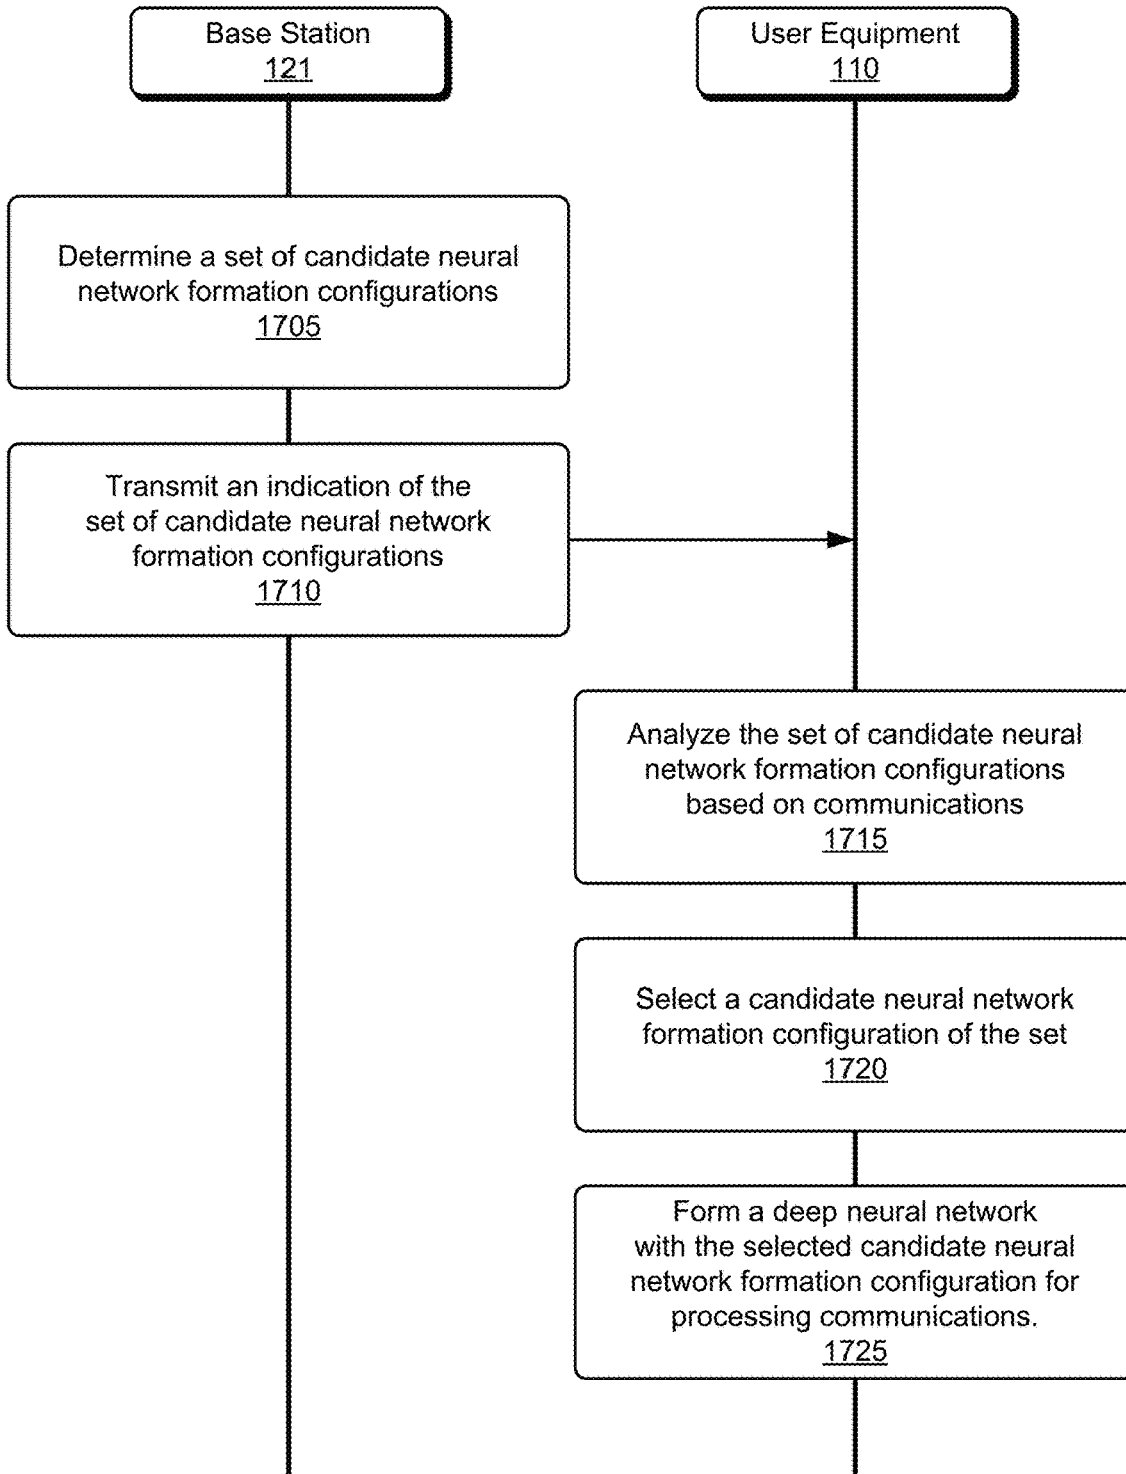 Base Station
121
User Equipment
110
Determine a set of candidate neural
network formation configurations
1705
Transmit an indication of the
set of candidate neural network
formation configurations
1710
Analyze the set of candidate neural
network formation configurations
based on communications
1715
Select a candidate neural network
formation configuration of the set
1720
Form a deep neural network
with the selected candidate neural
network formation configuration for
processing communications.
1725